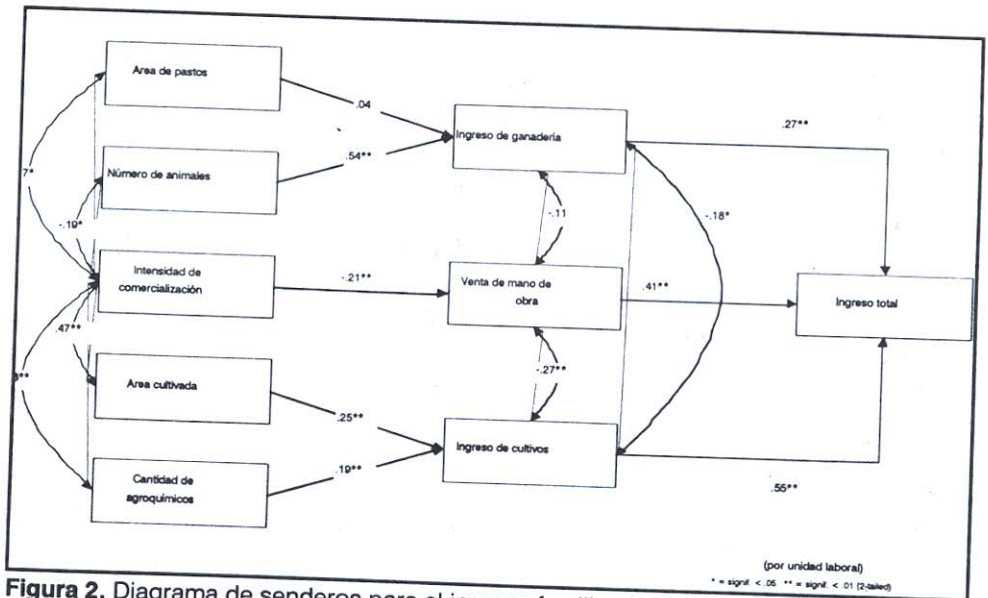 Area de pastos
.04
Ingreso de ganadería
.27**
7*
Número de animales
.54**
-.19*
-.11
-.18*
Intensidad de
comercialización
-.21**
Venta de mano de
obra
.41**
Ingreso total
.47**
-.27**
**
Area cultivada
.25**
Ingreso de cultivos
Cantidad de
agroquímicos
.19**
.55**
(por unidad laboral)
* = signif. < .05 ** = signif. < .01 (2-tailed)
Figura 2. Diagrama de senderos para el ingreso